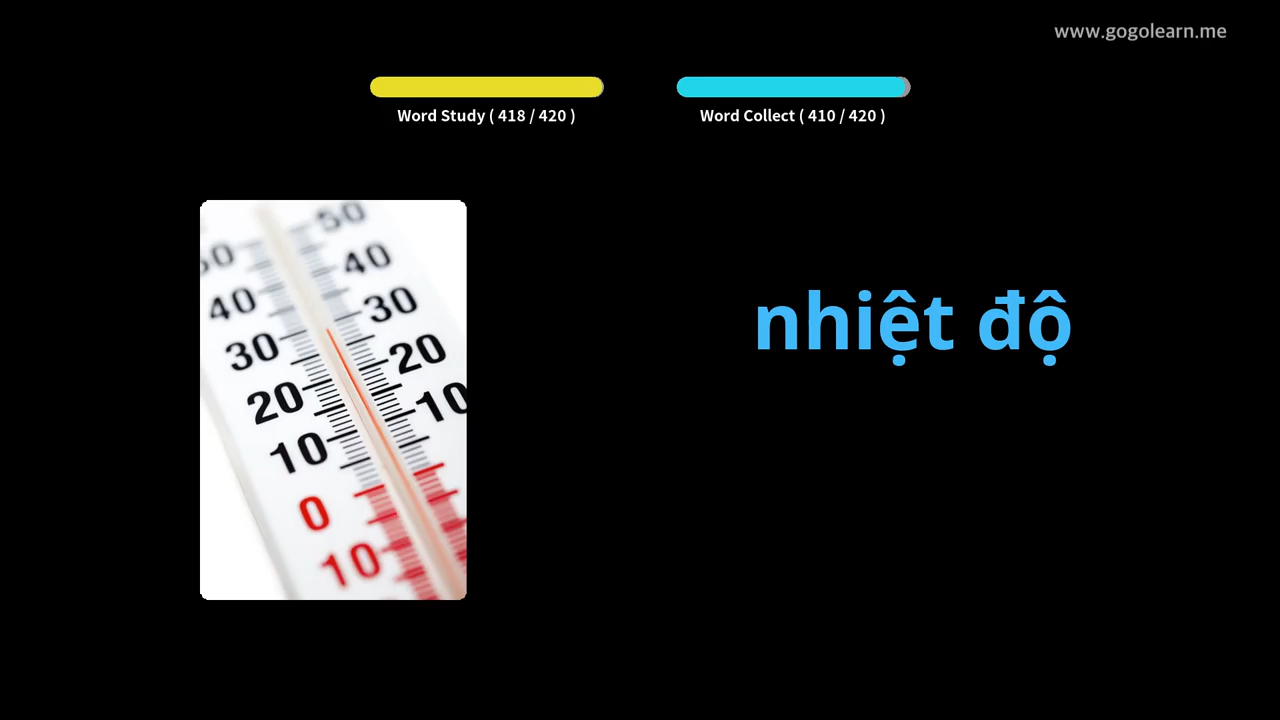 www.gogolearn.me
Word Study ( 418 / 420 )
Word Collect ( 410 / 420 )
nhiệt độ
50
40 40
30 30
20 20
10 10
0
10